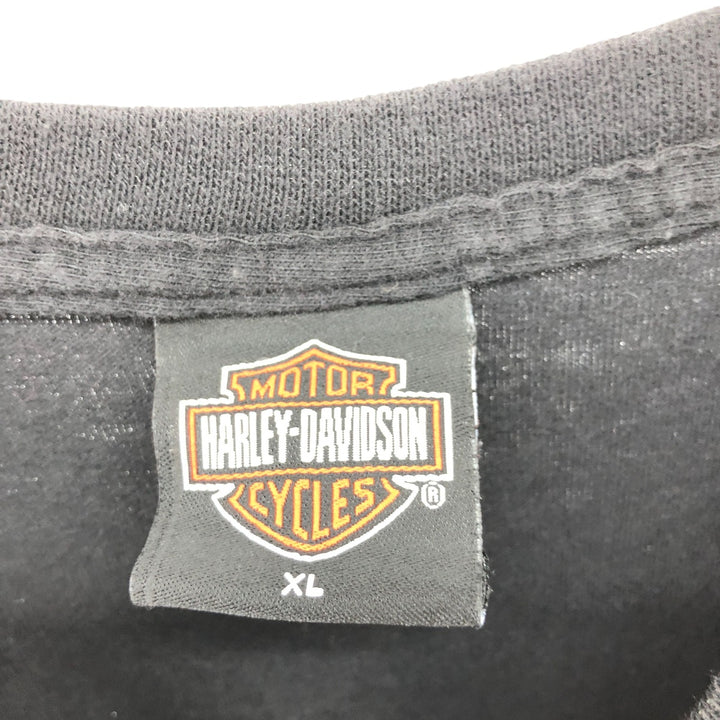 MOTOR
HARLEY-DAVIDSON
CYCLES
®
XL